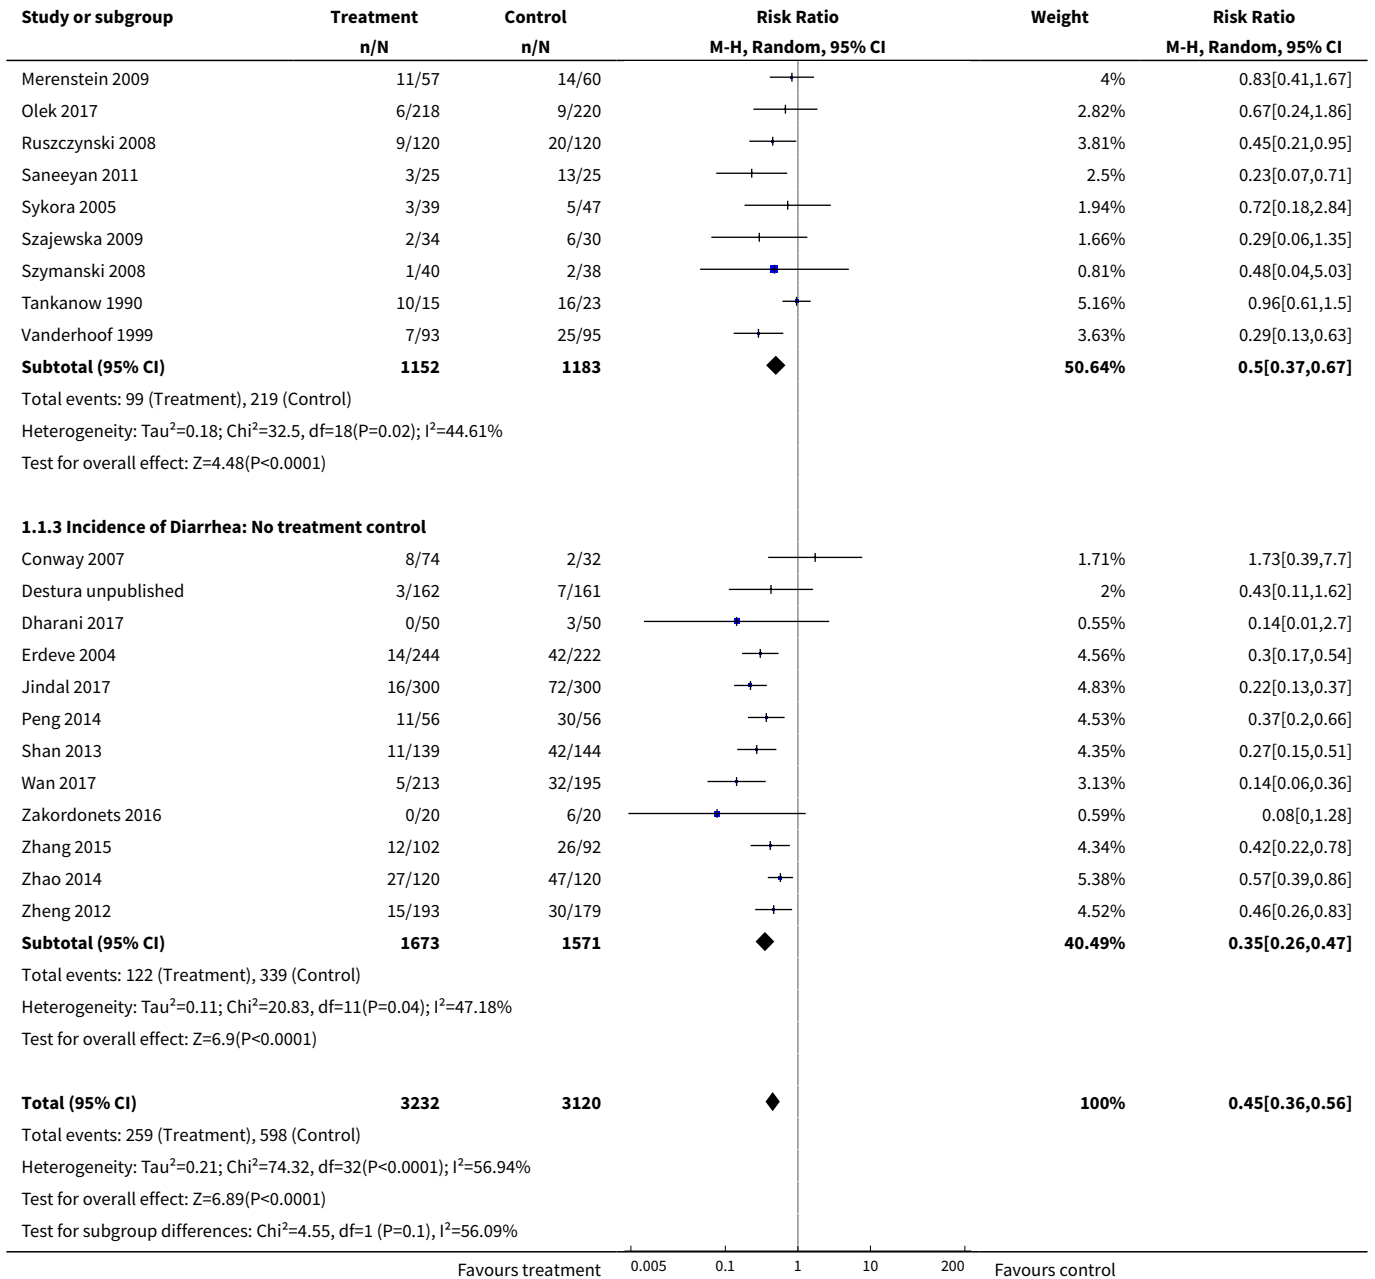 Study or subgroup Treatment Control Risk Ratio Weight Risk Ratio
n/N n/N M-H, Random, 95% CI M-H, Random, 95% CI
Merenstein 2009 11/57 14/60 4% 0.83[0.41,1.67]
Olek 2017 6/218 9/220 2.82% 0.67[0.24,1.86]
Ruszczynski 2008 9/120 20/120 3.81% 0.45[0.21,0.95]
Saneeyan 2011 3/25 13/25 2.5% 0.23[0.07,0.71]
Sykora 2005 3/39 5/47 1.94% 0.72[0.18,2.84]
Szajewska 2009 2/34 6/30 1.66% 0.29[0.06,1.35]
Szymanski 2008 1/40 2/38 0.81% 0.48[0.04,5.03]
Tankanow 1990 10/15 16/23 5.16% 0.96[0.61,1.5]
Vanderhoof 1999 7/93 25/95 3.63% 0.29[0.13,0.63]
Subtotal (95% CI) 1152 1183 50.64% 0.5[0.37,0.67]
Total events: 99 (Treatment), 219 (Control)
Heterogeneity: Tau²=0.18; Chi²=32.5, df=18(P=0.02); I²=44.61%
Test for overall effect: Z=4.48(P<0.0001)
1.1.3 Incidence of Diarrhea: No treatment control
Conway 2007 8/74 2/32 1.71% 1.73[0.39,7.7]
Destura unpublished 3/162 7/161 2% 0.43[0.11,1.62]
Dharani 2017 0/50 3/50 0.55% 0.14[0.01,2.7]
Erdeve 2004 14/244 42/222 4.56% 0.3[0.17,0.54]
Jindal 2017 16/300 72/300 4.83% 0.22[0.13,0.37]
Peng 2014 11/56 30/56 4.53% 0.37[0.2,0.66]
Shan 2013 11/139 42/144 4.35% 0.27[0.15,0.51]
Wan 2017 5/213 32/195 3.13% 0.14[0.06,0.36]
Zakordonets 2016 0/20 6/20 0.59% 0.08[0,1.28]
Zhang 2015 12/102 26/92 4.34% 0.42[0.22,0.78]
Zhao 2014 27/120 47/120 5.38% 0.57[0.39,0.86]
Zheng 2012 15/193 30/179 4.52% 0.46[0.26,0.83]
Subtotal (95% CI) 1673 1571 40.49% 0.35[0.26,0.47]
Total events: 122 (Treatment), 339 (Control)
Heterogeneity: Tau²=0.11; Chi²=20.83, df=11(P=0.04); I²=47.18%
Test for overall effect: Z=6.9(P<0.0001)
Total (95% CI) 3232 3120 100% 0.45[0.36,0.56]
Total events: 259 (Treatment), 598 (Control)
Heterogeneity: Tau²=0.21; Chi²=74.32, df=32(P<0.0001); I²=56.94%
Test for overall effect: Z=6.89(P<0.0001)
Test for subgroup differences: Chi²=4.55, df=1 (P=0.1), I²=56.09%
Favours treatment 0.005 0.1 1 10 200 Favours control